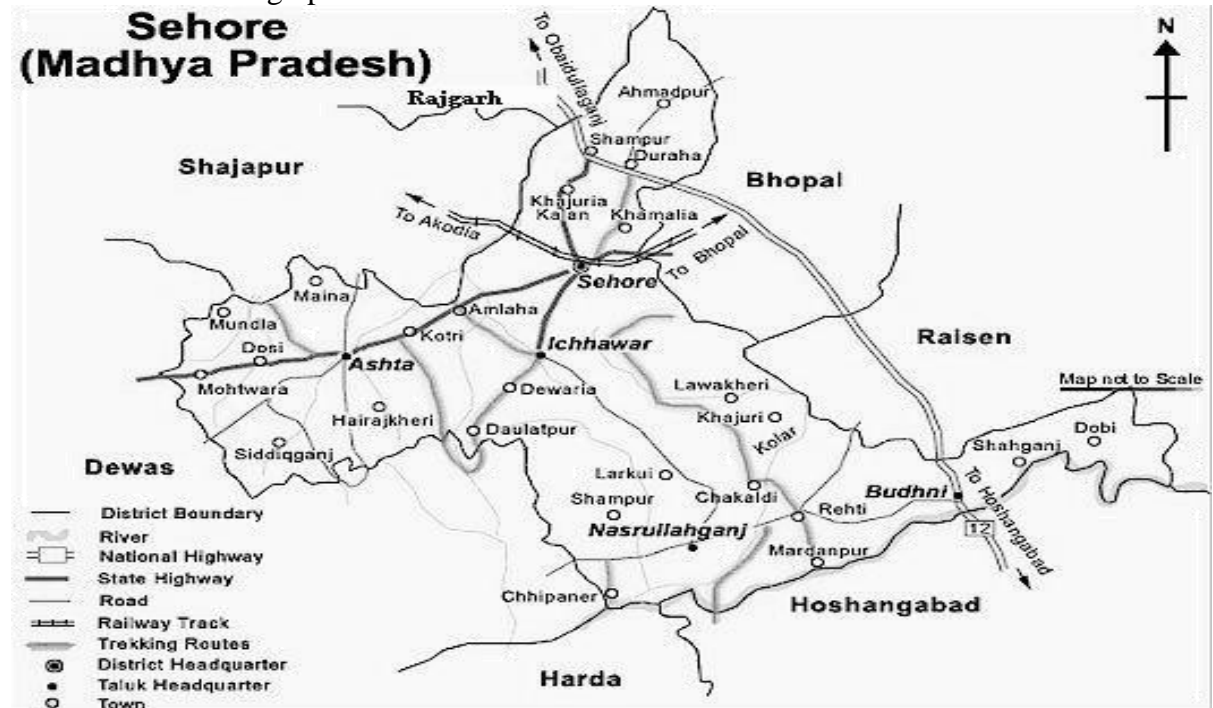 Sehore
(Madhya Pradesh)
N
To Obaidullaganj
Rajgarh
Ahmadpur
Shampur
Duraha
Shajapur
Bhopal
Khajuria
Kalan
Khamalia
To Akodia
To Bhopal
Sehore
Maina
Mundla
Amlaha
Kotri
Dosi
Ichhawar
Raisen
Ashta
Mohtwara
Dewaria
Lawakheri
Map not to Scale
Hairajkheri
Khajuri
Kolar
Dobi
Daulatpur
Shahganj
Siddiqganj
Dewas
Larkui
Chakaldi
Budhni
To Hoshangabad
Shampur
Rehti
Nasrullahganj
12
Mardanpur
Chhipaner
Hoshangabad
Harda
District Boundary
River
National Highway
State Highway
Road
Railway Track
Trekking Routes
District Headquarter
Taluk Headquarter
Town